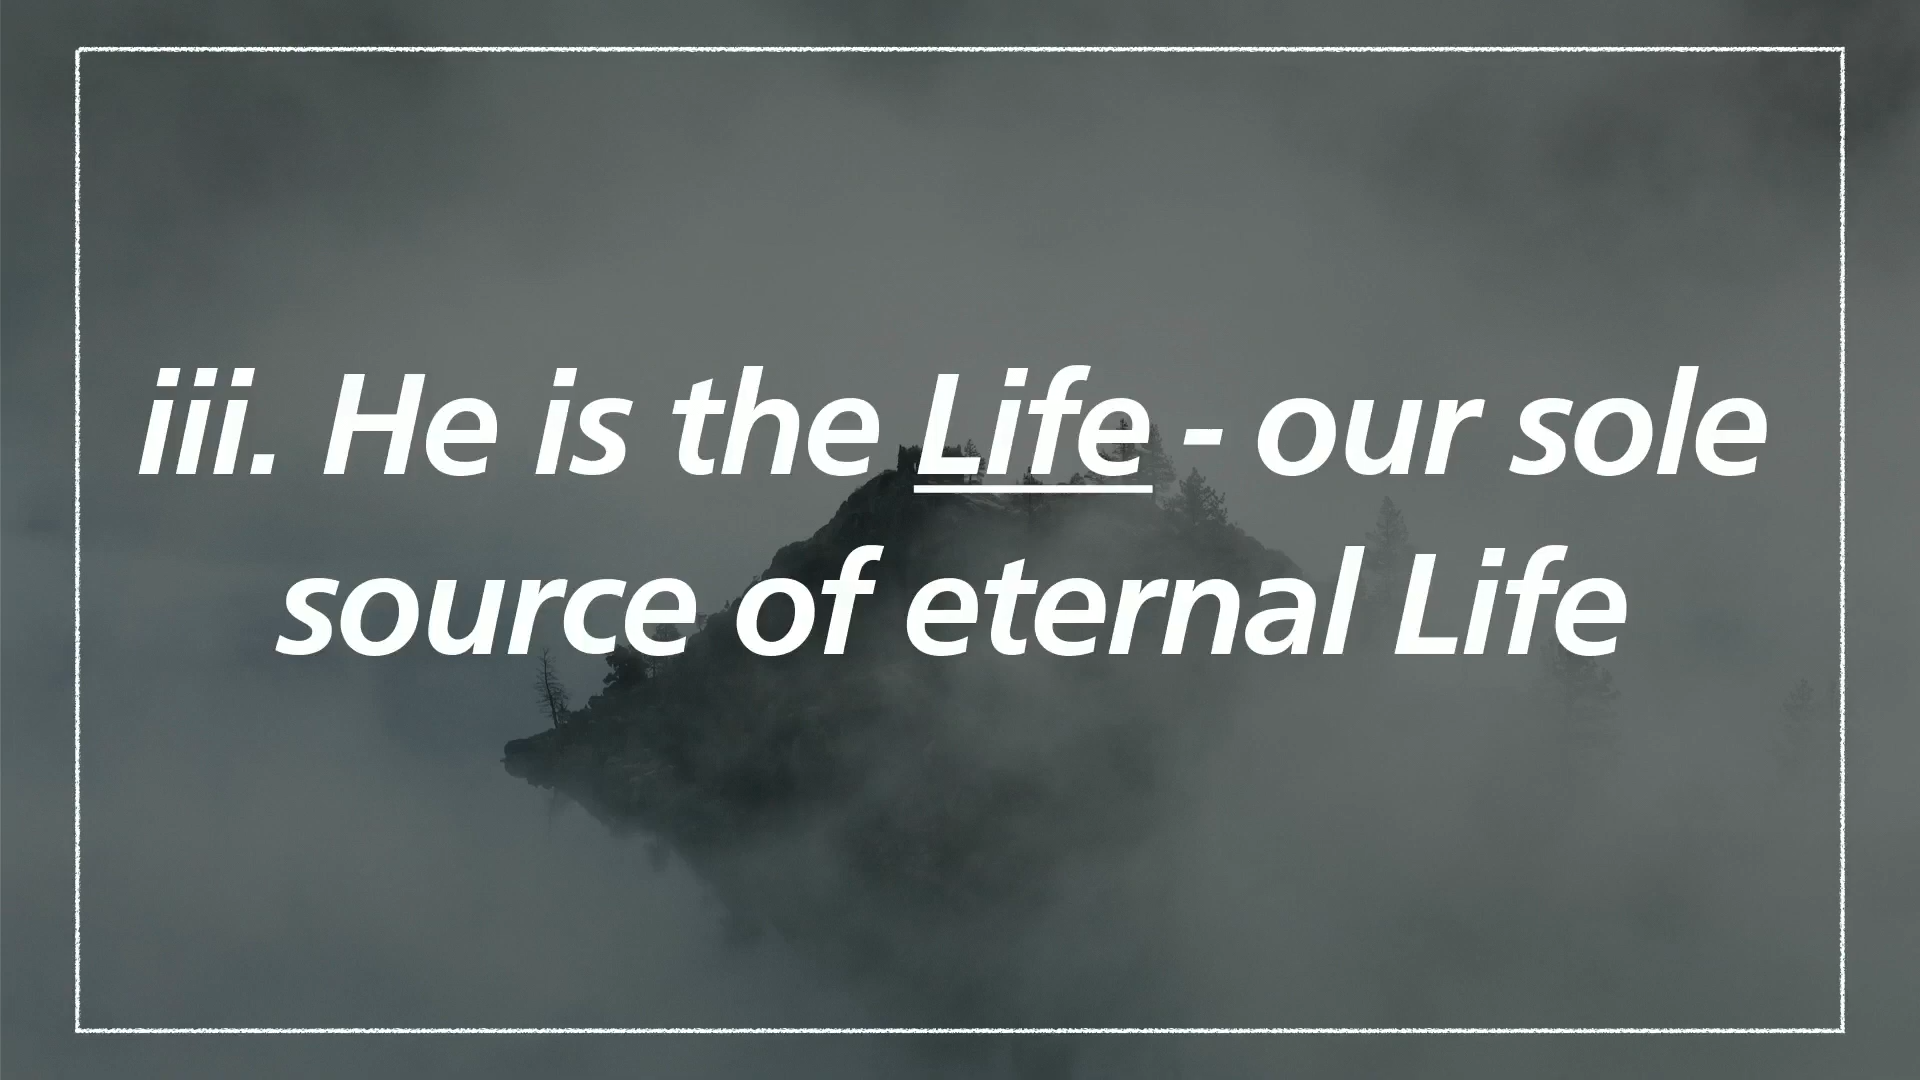 iii. He is the Life - our sole
source of eternal Life